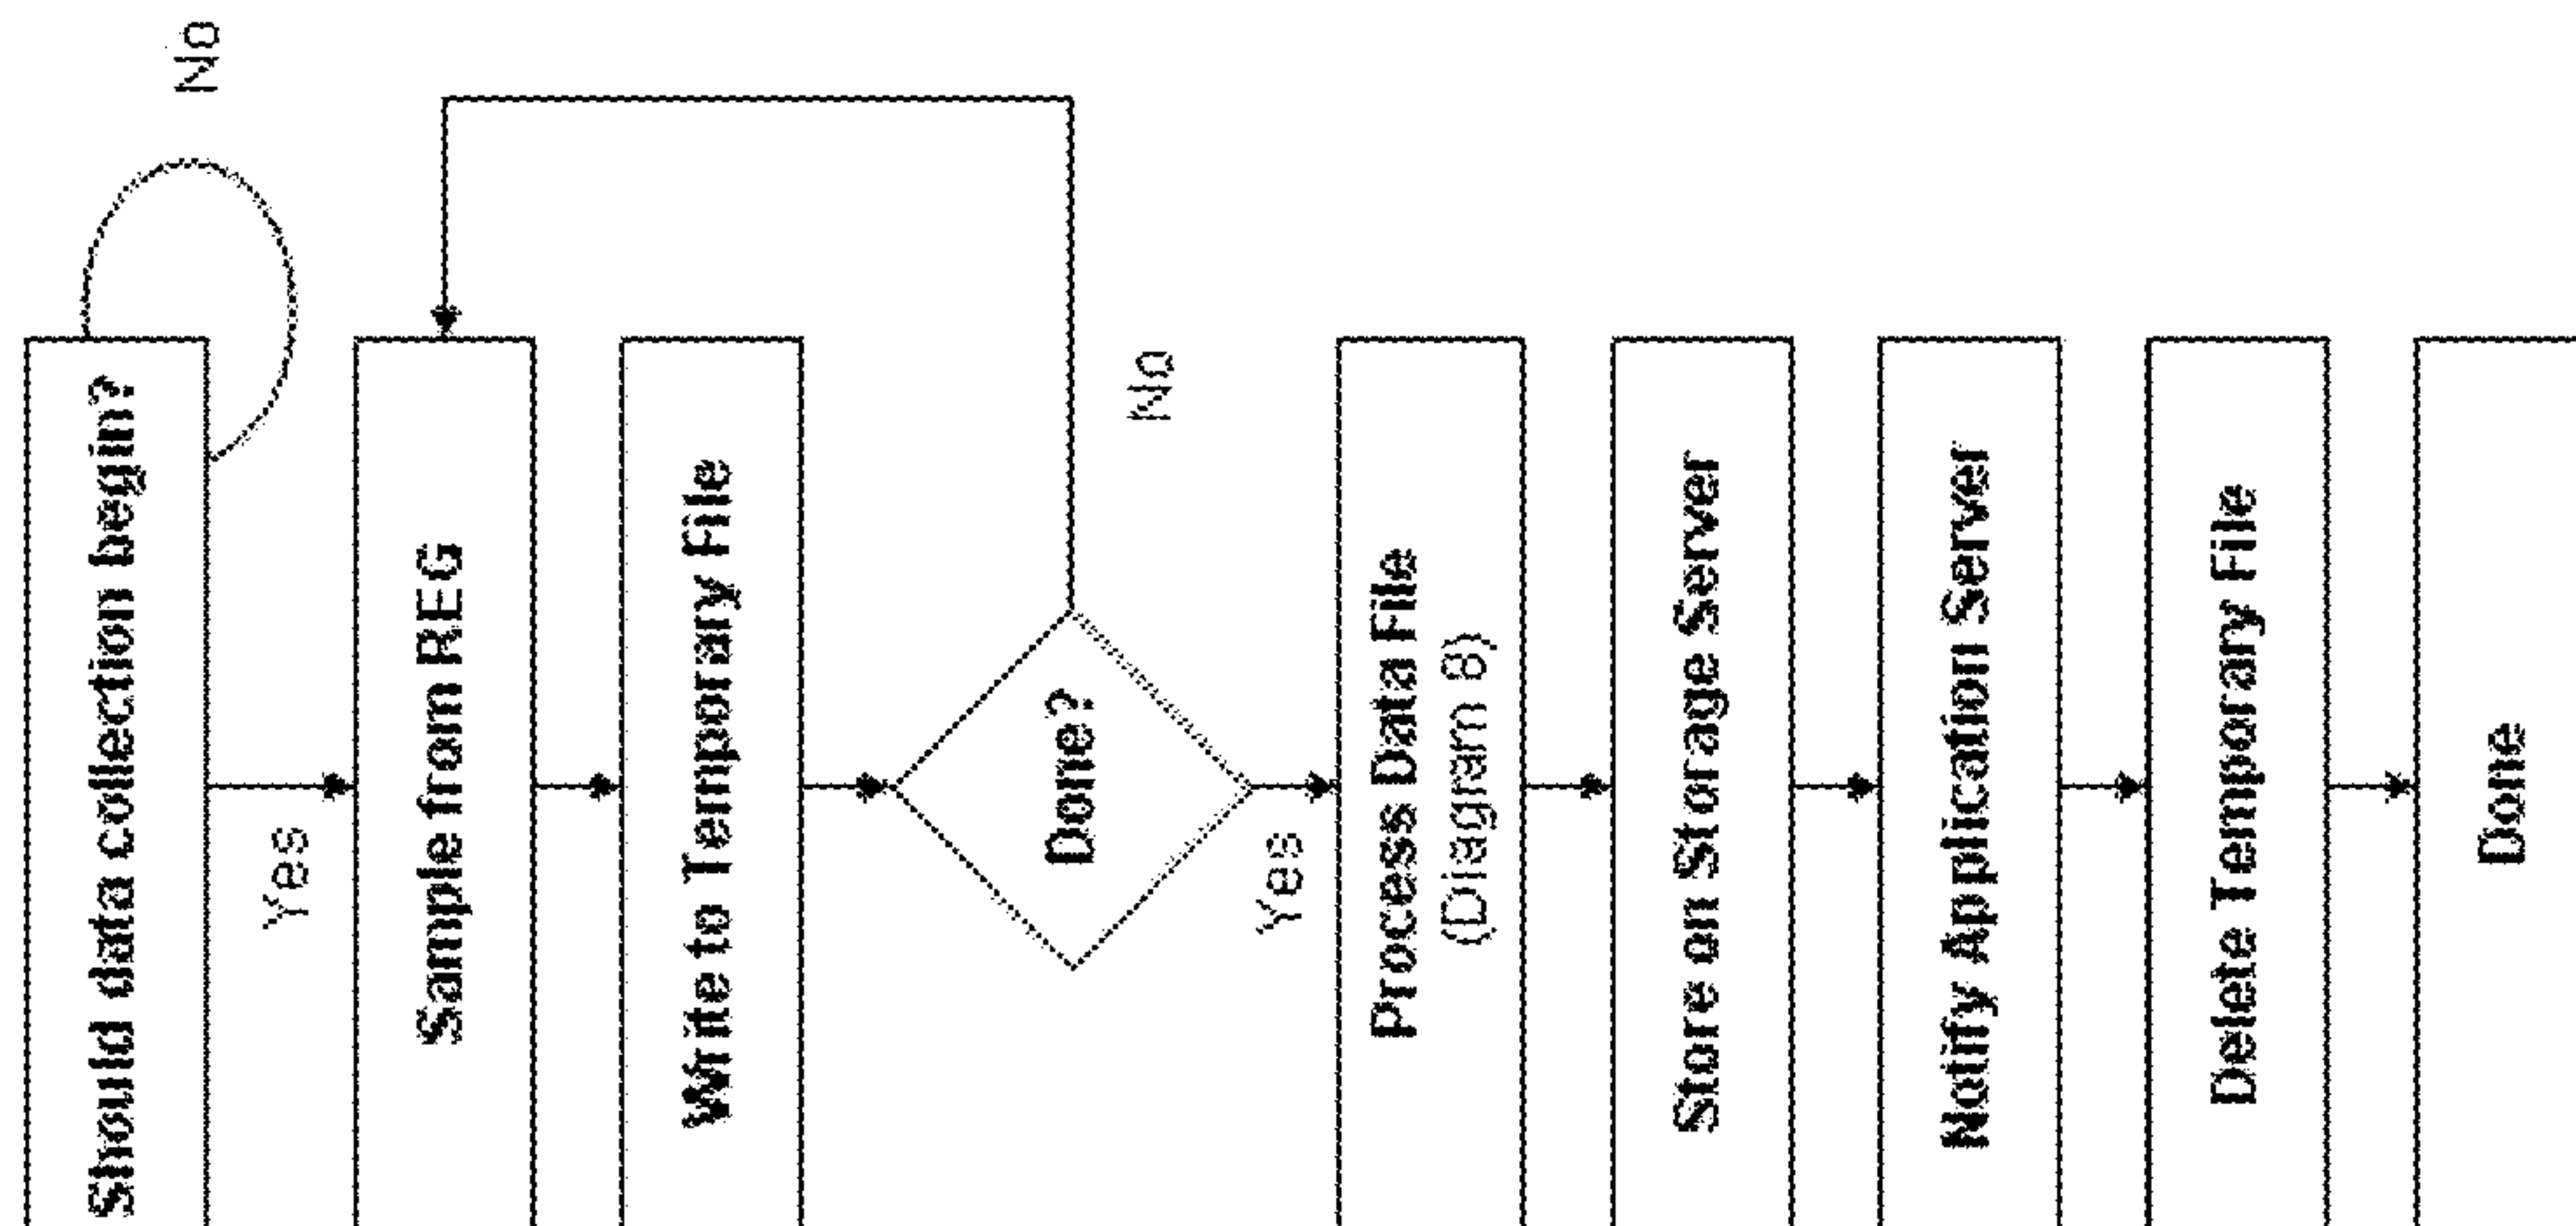 Should data collection begin?
No
Yes
Sample from REG
Write to Temporary File
Done?
No
Yes
Process Data File
(Diagram 8)
Store on Storage Server
Notify Application Server
Delete Temporary File
Done